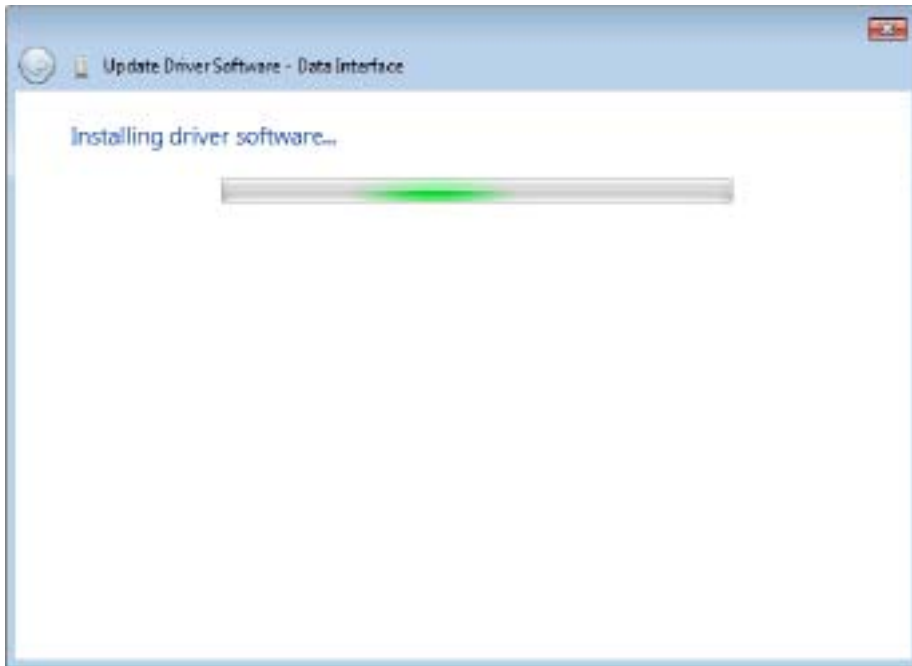 Update Driver Software - Data Interface
Installing driver software...